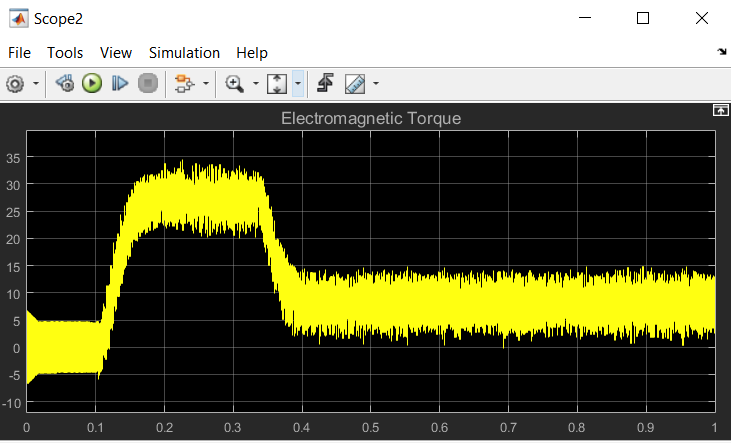 Scope2
File Tools View Simulation Help
Electromagnetic Torque
35
30
25
20
15
10
5
0
-5
-10
0 0.1 0.2 0.3 0.4 0.5 0.6 0.7 0.8 0.9 1